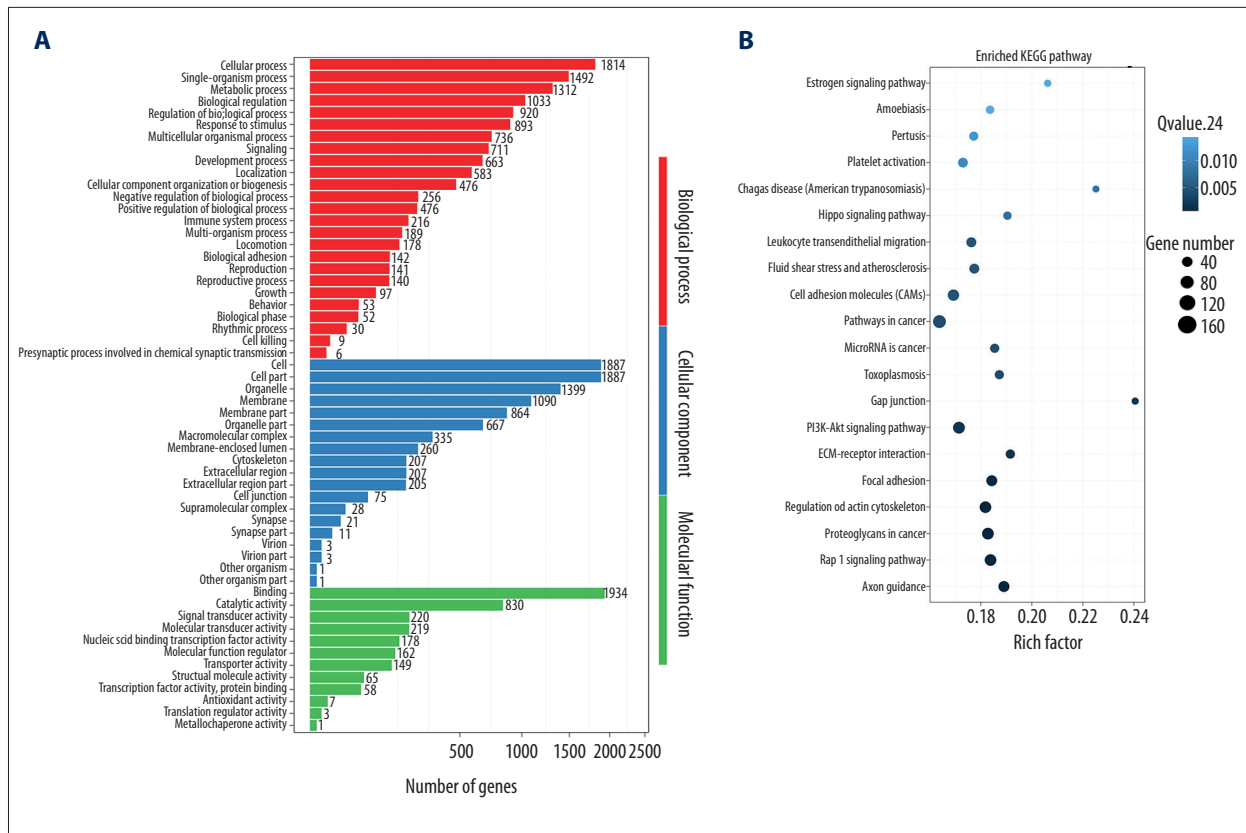 A
Cellular process 1814
Single-organism process 1492
Metabolic process 1312
Biological regulation 1033
Regulation of bio;logical process 920
Response to stimulus 893
Multicellular organismal process 736
Signaling 711
Development process 663
Localization 583
Cellular component organization or biogenesis 476
Negative regulation of biological process 256
Positive regulation of biological process 476
Immune system process 216
Multi-organism process 189
Locomotion 178
Biological adhesion 142
Reproduction 141
Reproductive process 140
Growth 97
Behavior 53
Biological phase 52
Rhythmic process 30
Cell killing 9
Presynaptic process involved in chemical synaptic transmission 6
Cell 1887
Cell part 1887
Organelle 1399
Membrane 1090
Membrane part 864
Organelle part 667
Macromolecular complex 335
Membrane-enclosed lumen 260
Cytoskeleton 207
Extracellular region 207
Extracellular region part 205
Cell junction 75
Supramolecular complex 28
Synapse 21
Synapse part 11
Virion 3
Virion part 3
Other organism 1
Other organism part 1
Binding 1934
Catalytic activity 830
Signal transducer activity 220
Molecular transducer activity 219
Nucleic scid binding transcription factor activity 178
Molecular function regulator 162
Transporter activity 149
Structual molecule activity 65
Transcription factor activity, protein binding 58
Antioxidant activity 7
Translation regulator activity 3
Metallochaperone activity 1
500 1000 1500 2000 2500
Number of genes
Biological process
Cellular component
Molecularl function
B
Enriched KEGG pathway
Estrogen signaling pathway
Amoebiasis
Pertusis
Platelet activation
Chagas disease (American trypanosomiasis)
Hippo signaling pathway
Leukocyte transendithelial migration
Fluid shear stress and atherosclerosis
Cell adhesion molecules (CAMs)
Pathways in cancer
MicroRNA is cancer
Toxoplasmosis
Gap junction
PI3K-Akt signaling pathway
ECM-receptor interaction
Focal adhesion
Regulation od actin cytoskeleton
Proteoglycans in cancer
Rap 1 signaling pathway
Axon guidance
0.18 0.20 0.22 0.24
Rich factor
Qvalue.24
0.010
0.005
Gene number
40
80
120
160